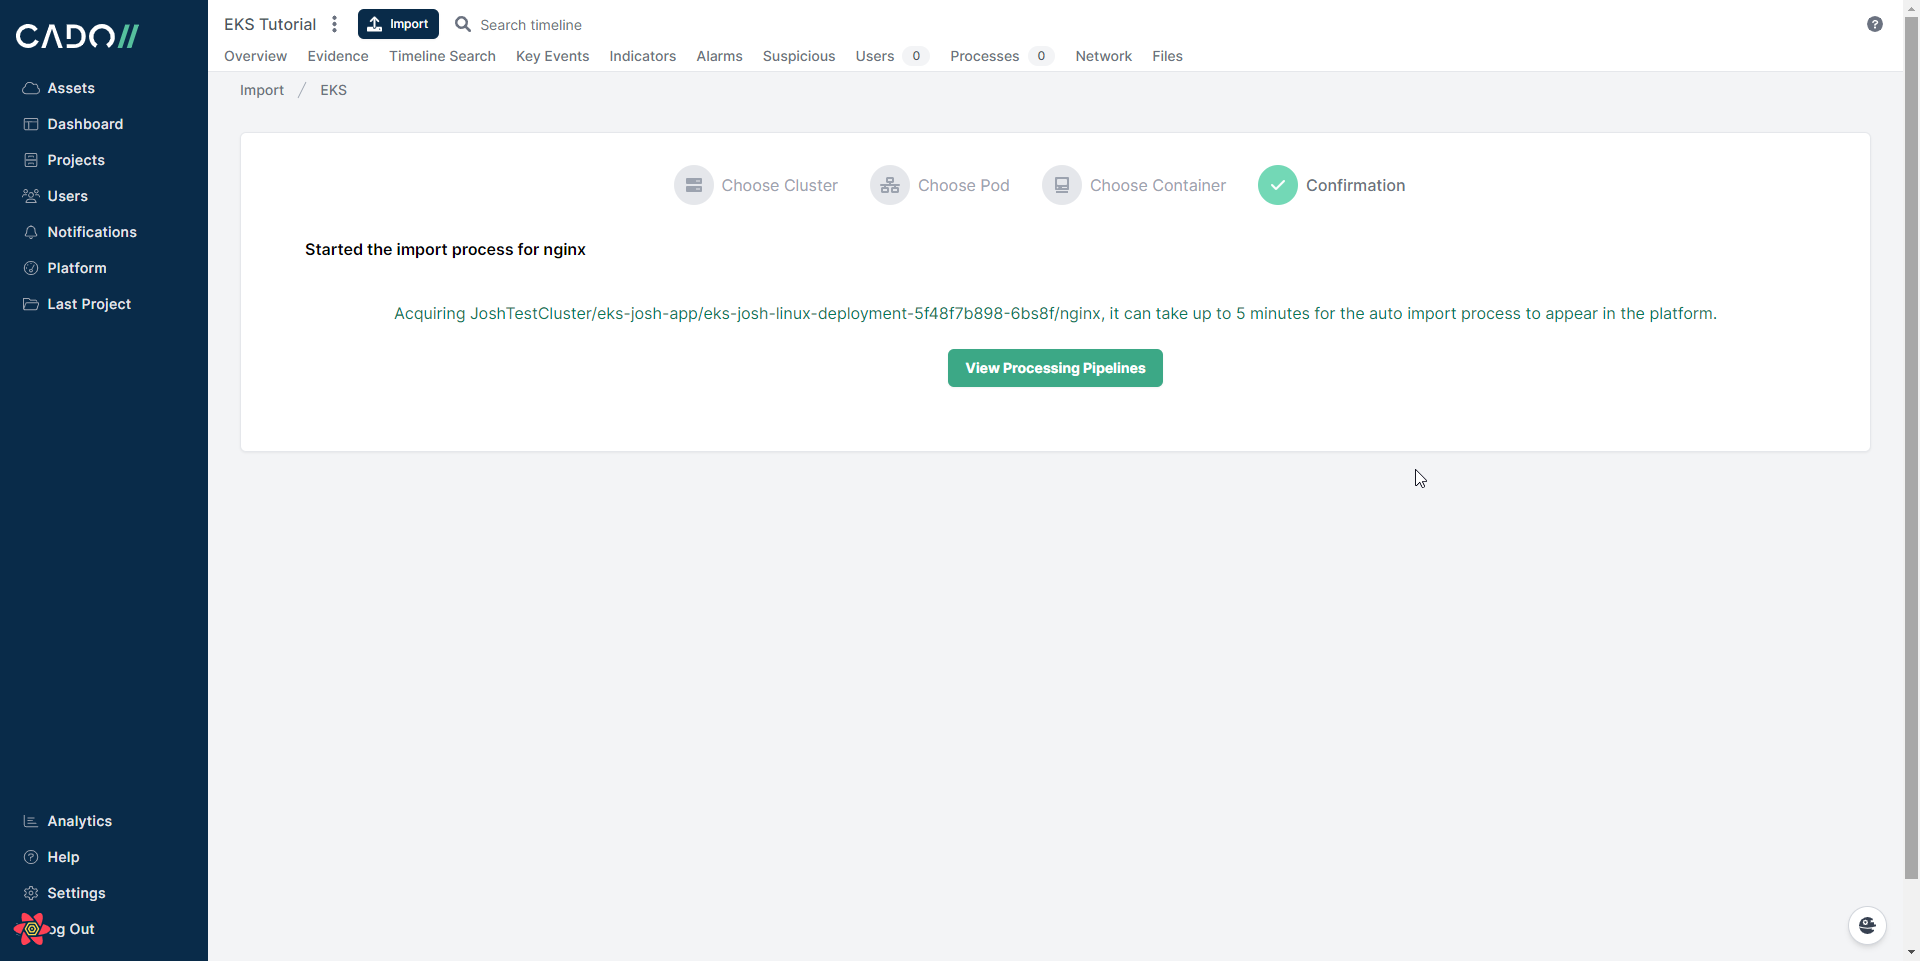 CADO//
Assets
Dashboard
Projects
Users
Notifications
Platform
Last Project
Analytics
Help
Settings
og Out
EKS Tutorial Import Search timeline
Overview Evidence Timeline Search Key Events Indicators Alarms Suspicious Users 0 Processes 0 Network Files
Import / EKS
Choose Cluster Choose Pod Choose Container Confirmation
Started the import process for nginx
Acquiring JoshTestCluster/eks-josh-app/eks-josh-linux-deployment-5f48f7b898-6bs8f/nginx, it can take up to 5 minutes for the auto import process to appear in the platform.
View Processing Pipelines